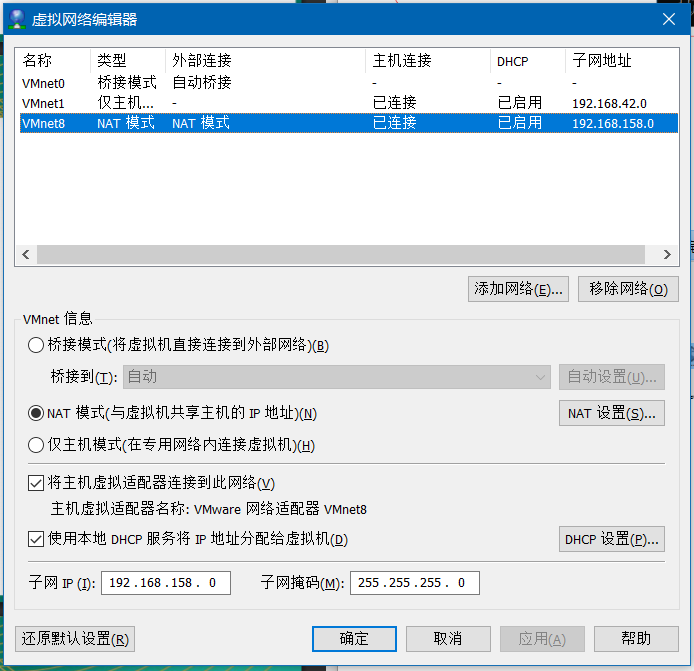 虚拟网络编辑器
名称 类型 外部连接 主机连接 DHCP 子网地址
VMnet0 桥接模式 自动桥接 - - -
VMnet1 仅主机... - 已连接 已启用 192.168.42.0
VMnet8 NAT 模式 NAT 模式 已连接 已启用 192.168.158.0
添加网络(E)... 移除网络(O)
VMnet 信息
桥接模式(将虚拟机直接连接到外部网络)(B)
桥接到(T): 自动 自动设置(U)...
NAT 模式(与虚拟机共享主机的 IP 地址)(N) NAT 设置(S)...
仅主机模式(在专用网络内连接虚拟机)(H)
将主机虚拟适配器连接到此网络(V)
主机虚拟适配器名称: VMware 网络适配器 VMnet8
使用本地 DHCP 服务将 IP 地址分配给虚拟机(D) DHCP 设置(P)...
子网 IP (I): 192.168.158. 0 子网掩码(M): 255.255.255. 0
还原默认设置(R) 确定 取消 应用(A) 帮助